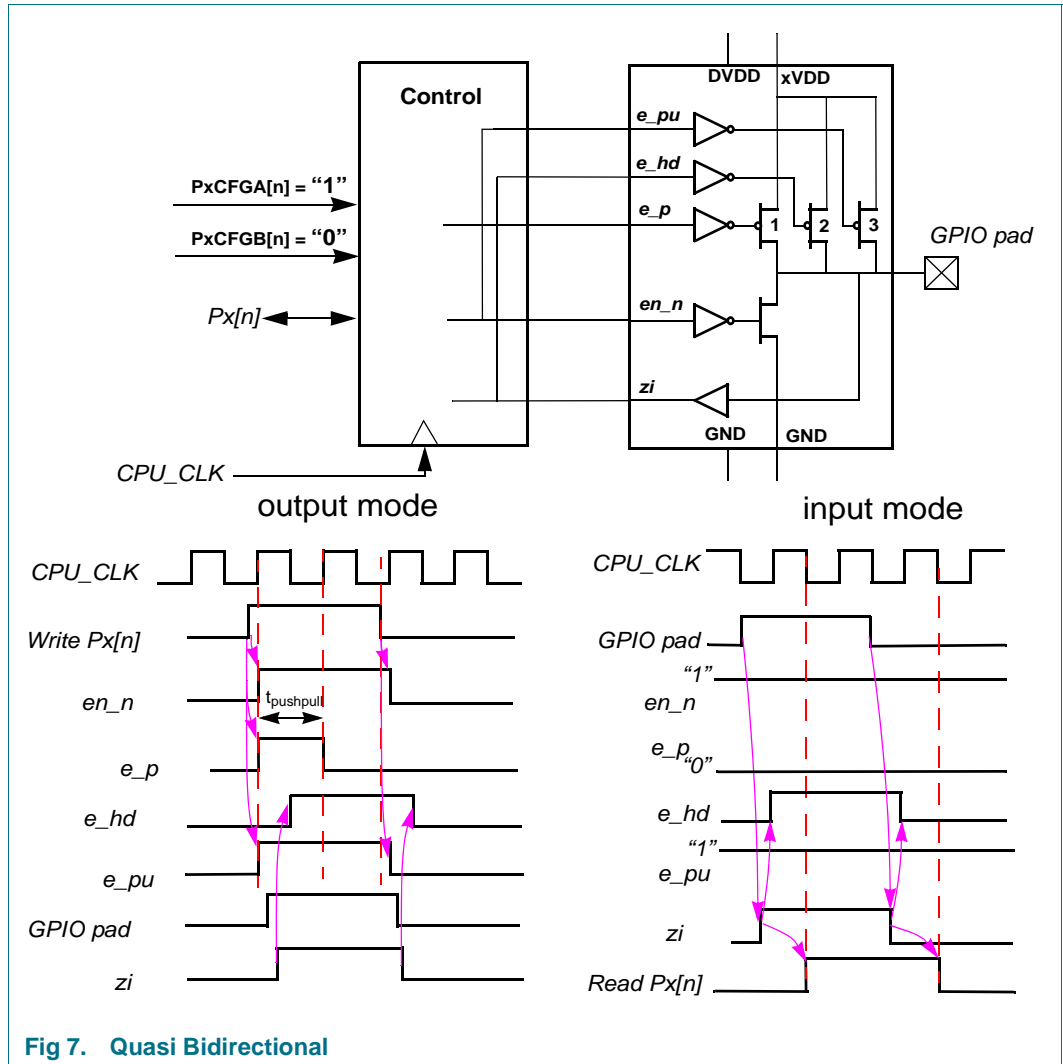 DVDD xVDD
Control
e_pu
e_hd
PxCFGA[n] = “1”
e_p
1 2 3
PxCFGB[n] = “0”
GPIO pad
Px[n]
en_n
zi
GND GND
CPU_CLK
output mode
CPU_CLK
Write Px[n]
en_n
tpushpull
e_p
e_hd
e_pu
GPIO pad
zi
input mode
CPU_CLK
GPIO pad
“1”
en_n
e_p
“0”
e_hd
“1”
e_pu
zi
Read Px[n]
Fig 7. Quasi Bidirectional